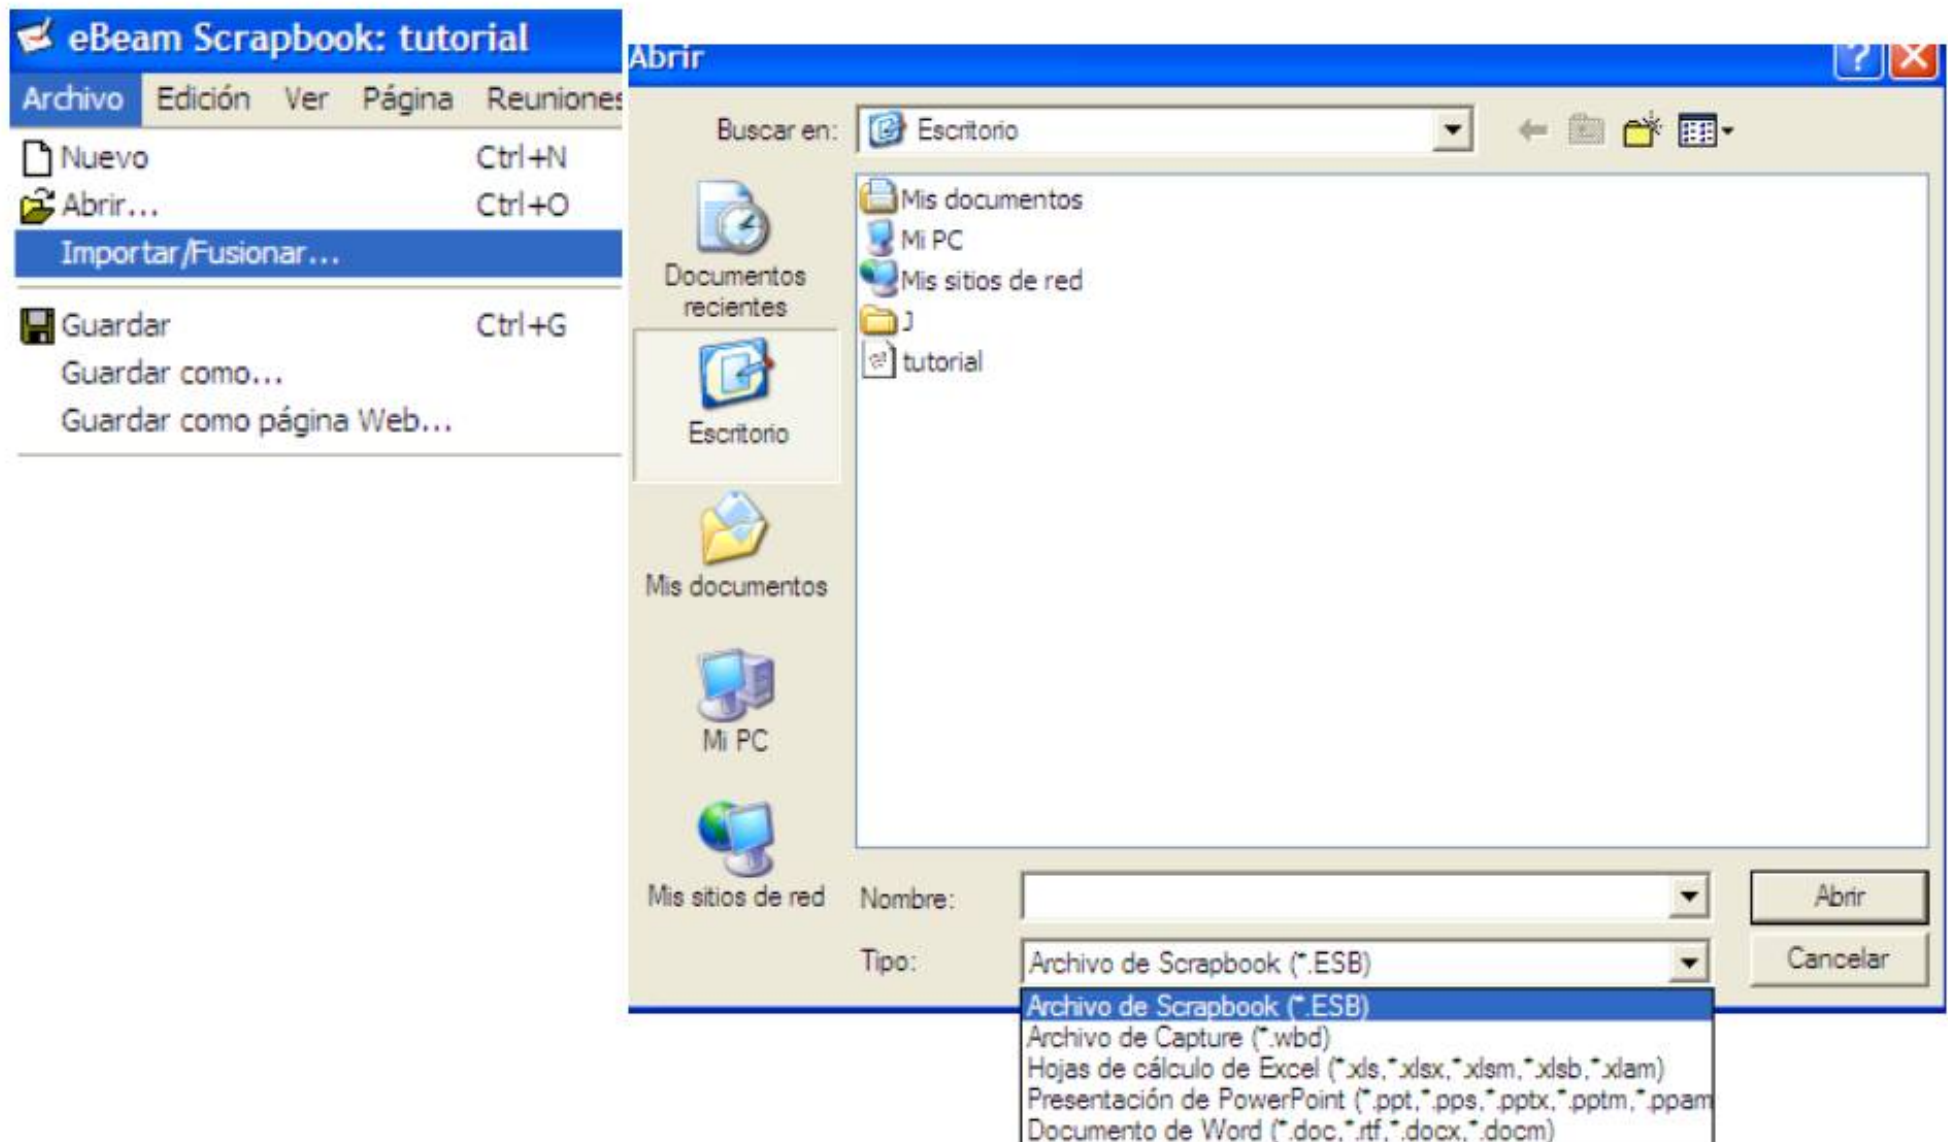 eBeam Scrapbook: tutorial
Archivo Edición Ver Página Reuniones
Nuevo Ctrl+N
Abrir... Ctrl+O
Importar/Fusionar...
Guardar Ctrl+G
Guardar como...
Guardar como página Web...
Abrir
Buscar en: Escritorio
Documentos
recientes
Escritorio
Mis documentos
Mi PC
Mis sitios de red
Mis documentos
Mi PC
Mis sitios de red
J
tutorial
Nombre:
Abrir
Tipo: Archivo de Scrapbook (*.ESB)
Cancelar
Archivo de Scrapbook (*.ESB)
Archivo de Capture (*.wbd)
Hojas de cálculo de Excel (*.xls,*.xlsx,*.xlsm,*.xlsb,*.xlam)
Presentación de PowerPoint (*.ppt,*.pps,*.pptx,*.pptm,*.ppam
Documento de Word (*.doc,*.rtf,*.docx,*.docm)